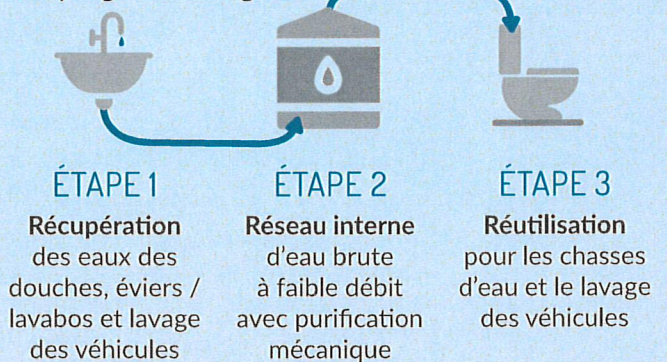 ÉTAPE 1
Récupération
des eaux des
douches, éviers /
lavabos et lavage
des véhicules
ÉTAPE 2
Réseau interne
d'eau brute
à faible débit
avec purification
mécanique
ÉTAPE 3
Réutilisation
pour les chasses
d'eau et le lavage
des véhicules